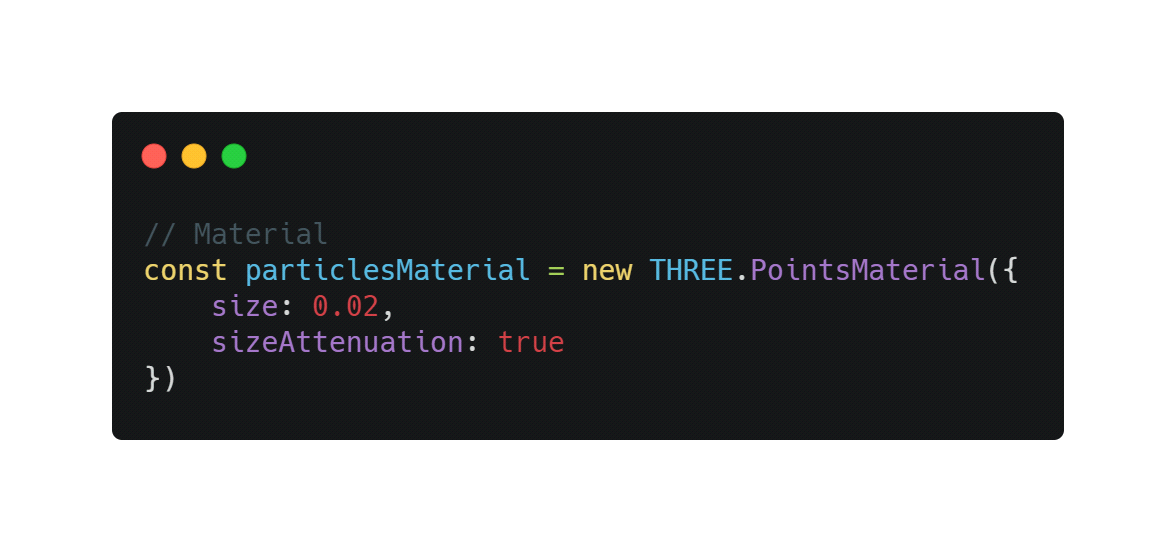 // Material
const particlesMaterial = new THREE.PointsMaterial({
    size: 0.02,
    sizeAttenuation: true
})